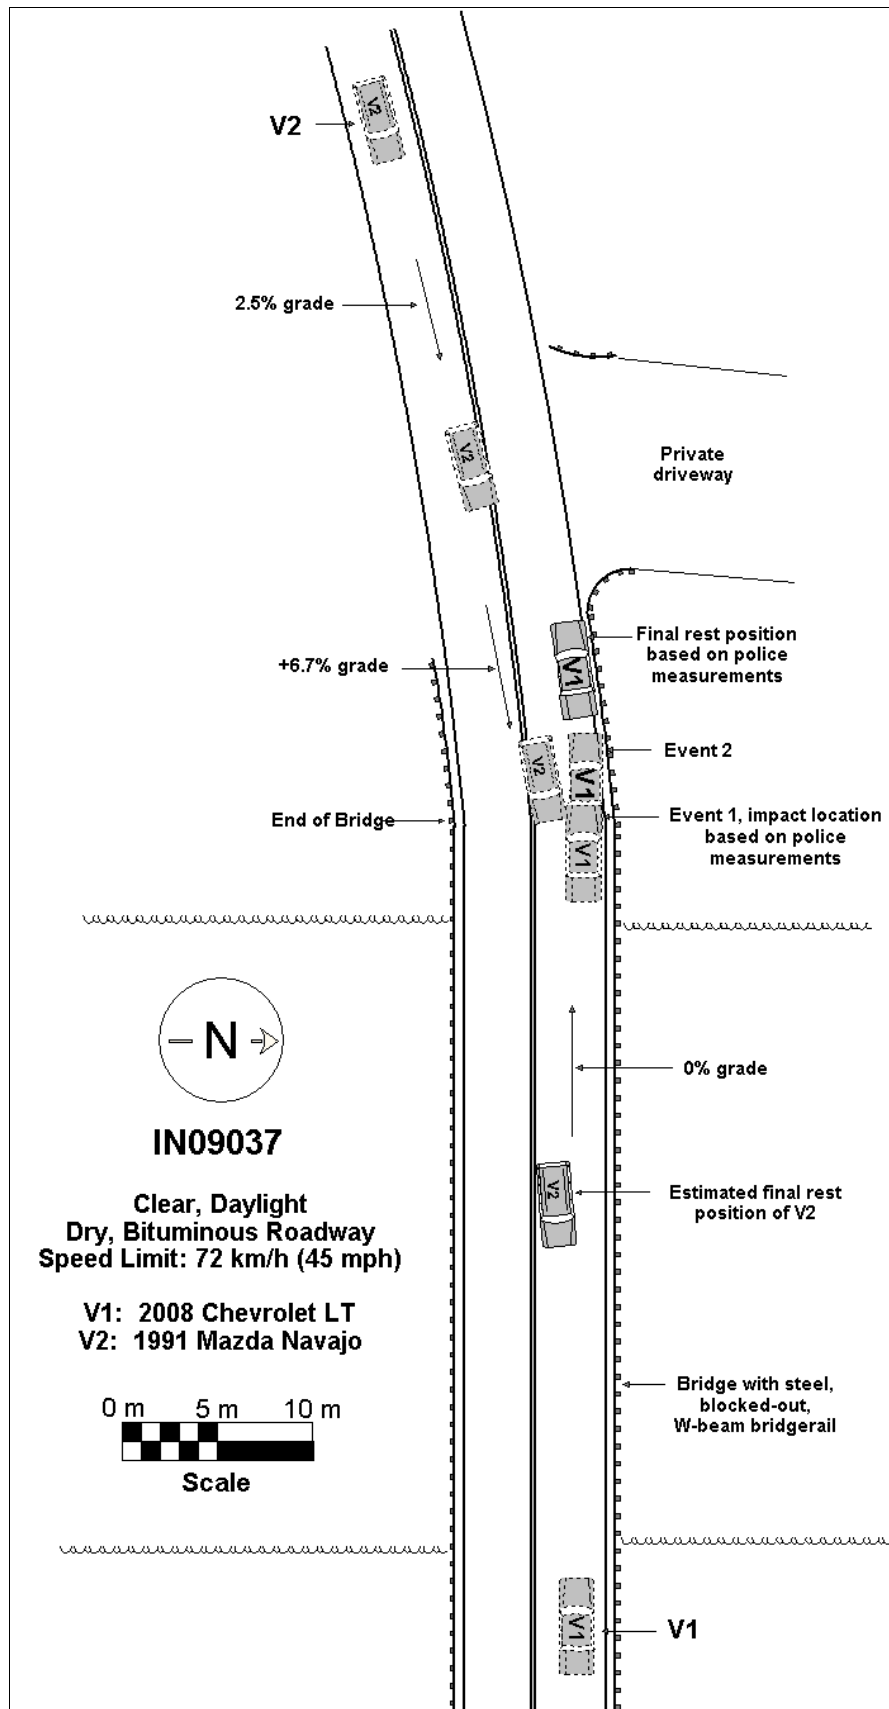 V2
V2
2.5% grade
V2
Private
driveway
Final rest position
based on police
measurements
V1
+6.7% grade
Event 2
V2
V1
End of Bridge
Event 1, impact location
based on police
measurements
V1
N
0% grade
IN09037
Clear, Daylight
Dry, Bituminous Roadway
Speed Limit: 72 km/h (45 mph)
V2
Estimated final rest
position of V2
V1: 2008 Chevrolet LT
V2: 1991 Mazda Navajo
Bridge with steel,
blocked-out,
W-beam bridgerail
0 m 5 m 10 m
Scale
V1
V1